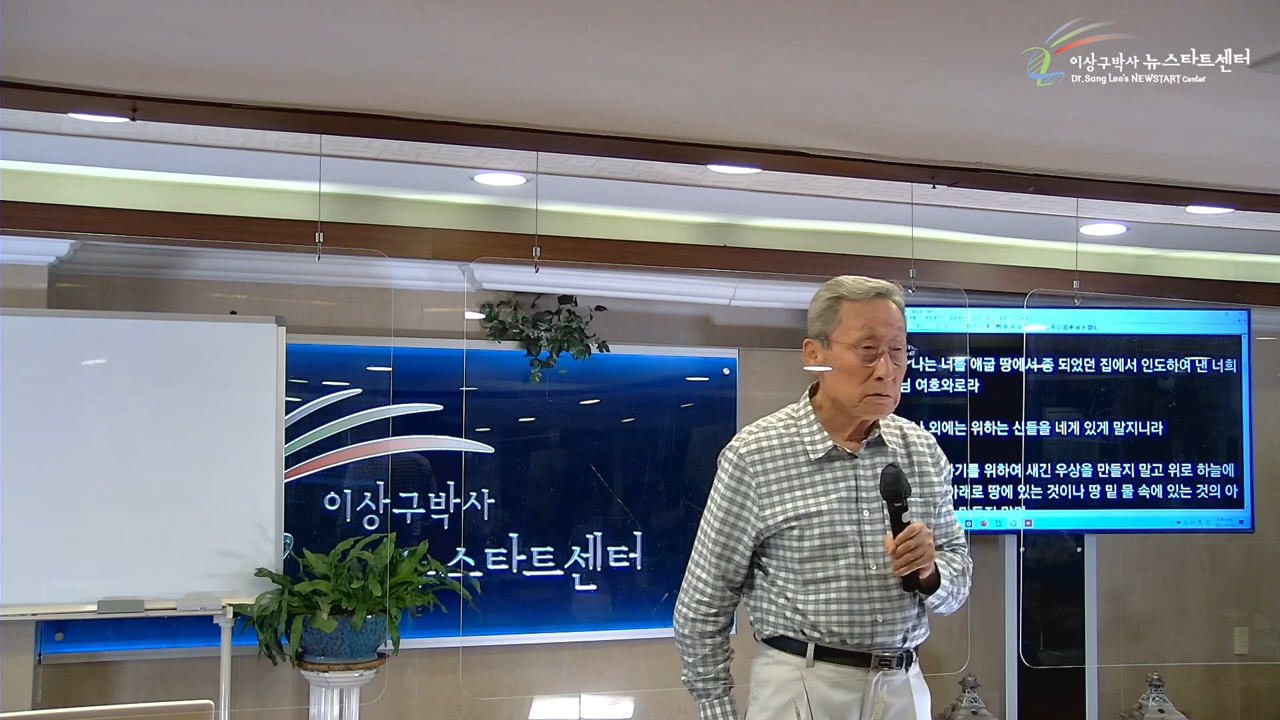 이상구박사 뉴스타트센터
Dr. Sang Lee's NEWSTART Center
나는 너를 애굽 땅에서 종 되었던 집에서 인도하여 낸 너희
님 여호와로라
외에는 위하는 신들을 네게 있게 말지니라
위하여 새긴 우상을 만들지 말고 위로 하늘에
아래로 땅에 있는 것이나 땅 밑 물 속에 있는 것의 아
이상구박사
스타트센터